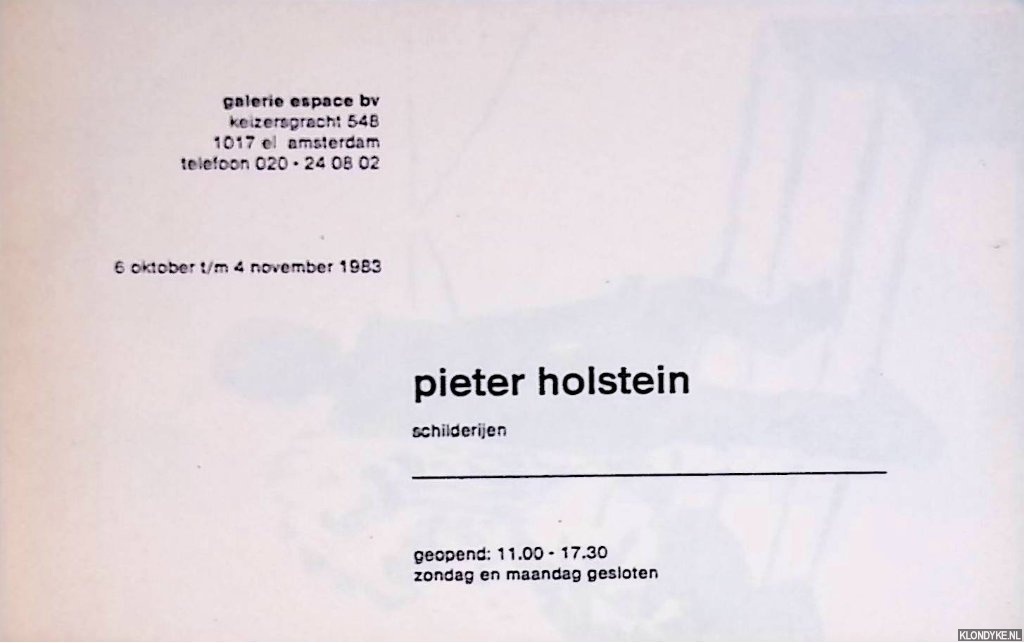 galerie espace bv
keizersgracht 548
1017 el amsterdam
telefoon 020 - 24 08 02
6 oktober t/m 4 november 1983
pieter holstein
schilderijen
geopend: 11.00 - 17.30
zondag en maandag gesloten
KLONDYKE.NL